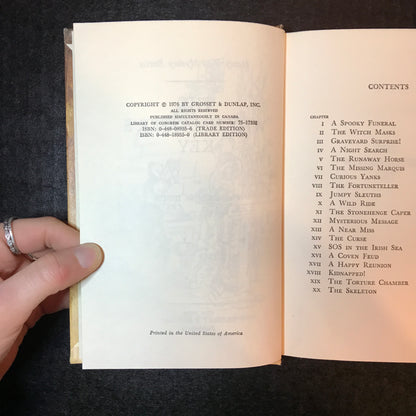 COPYRIGHT © 1976 BY GROSSET & DUNLAP, INC.
ALL RIGHTS RESERVED
PUBLISHED SIMULTANEOUSLY IN CANADA
LIBRARY OF CONGRESS CATALOG CARD NUMBER: 75-17398
ISBN: 0-448-08935-6 (TRADE EDITION)
ISBN: 0-448-18935-0 (LIBRARY EDITION)
Printed in the United States of America
CONTENTS
CHAPTER
I A SPOOKY FUNERAL
II THE WITCH MASKS
III GRAVEYARD SURPRISE!
IV A NIGHT SEARCH
V THE RUNAWAY HORSE
VI THE MISSING MARQUIS
VII CURIOUS YANKS
VIII THE FORTUNETELLER
IX JUMPY SLEUTHS
X A WILD RIDE
XI THE STONEHENGE CAPER
XII MYSTERIOUS MESSAGE
XIII A NEAR MISS
XIV THE CURSE
XV SOS IN THE IRISH SEA
XVI A COVEN FEUD
XVII A HAPPY REUNION
XVIII KIDNAPPED!
XIX THE TORTURE CHAMBER
XX THE SKELETON